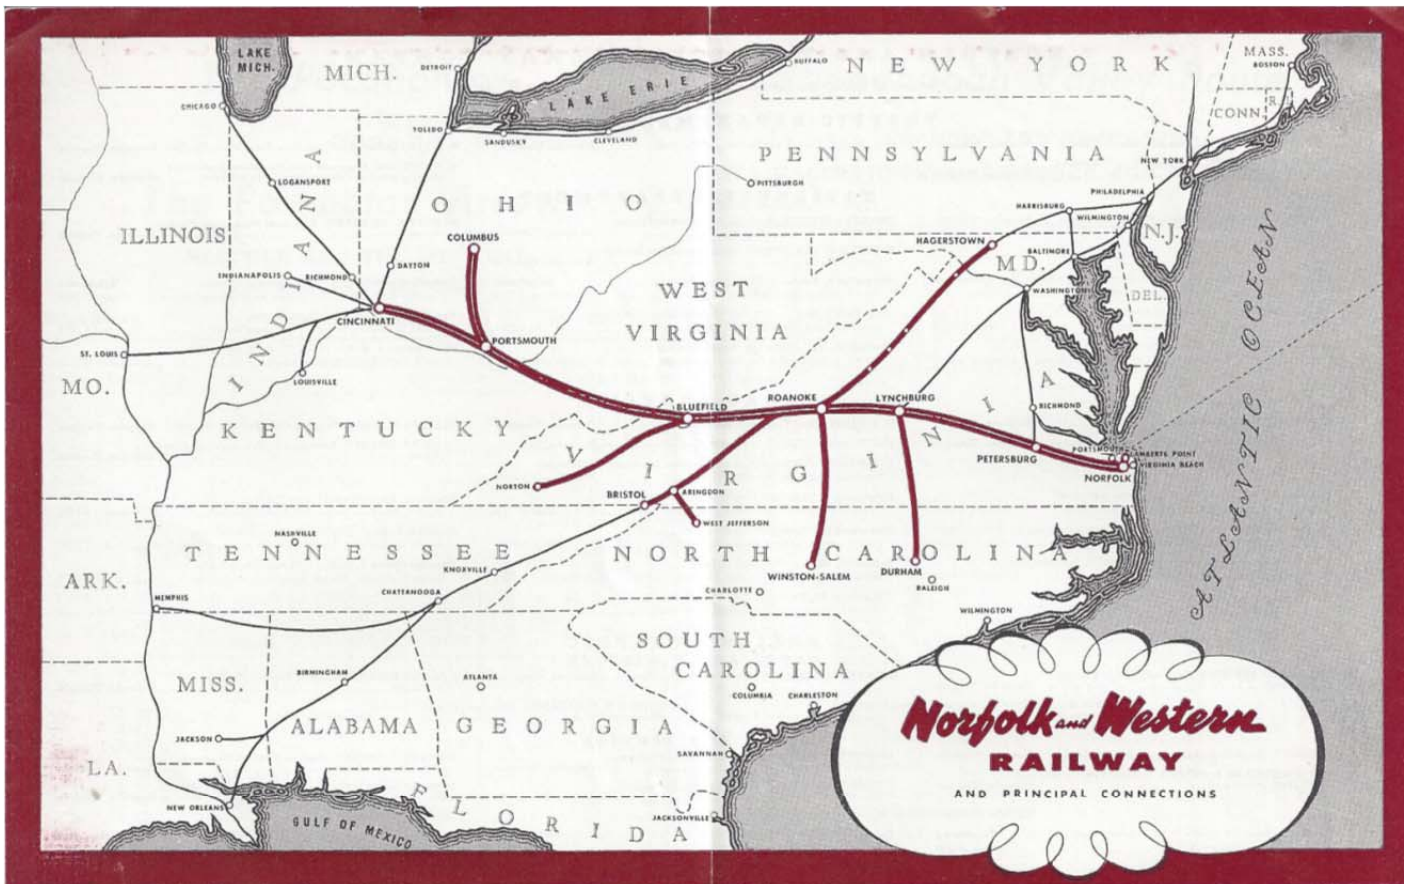 LAKE
MICH.
MICH.
DETROIT
BUFFALO
NEW YORK
MASS.
BOSTON
CHICAGO
LAKE ERIE
TOLEDO
SANDUSKY
CLEVELAND
CONN.
R.
PENNSYLVANIA
NEW YORK
LOGANSPORT
PITTSBURGH
PHILADELPHIA
OHIO
HARRISBURG
WILMINGTON
ILLINOIS
INDIANA
COLUMBUS
HAGERSTOWN
BALTIMORE
N.J.
INDIANAPOLIS
RICHMOND
DAYTON
MD.
WASHINGTON
DEL.
WEST
VIRGINIA
CINCINNATI
PORTSMOUTH
ATLANTIC OCEAN
ST. LOUIS
MO.
LOUISVILLE
BLUEFIELD
ROANOKE
LYNCHBURG
RICHMOND
KENTUCKY
VIRGINIA
PETERSBURG
PORTSMOUTH
LAMBERTS POINT
VIRGINIA BEACH
NORFOLK
NORTON
BRISTOL
ABINGDON
WEST JEFFERSON
NASHVILLE
TENNESSEE
NORTH CAROLINA
KNOXVILLE
WINSTON-SALEM
DURHAM
RALEIGH
ARK.
MEMPHIS
CHATTANOOGA
CHARLOTTE
WILMINGTON
SOUTH
CAROLINA
MISS.
BIRMINGHAM
ATLANTA
COLUMBIA
CHARLESTON
ALABAMA
GEORGIA
JACKSON
SAVANNAH
LA.
NEW ORLEANS
GULF OF MEXICO
FLORIDA
JACKSONVILLE
Norfolk and Western
RAILWAY
AND PRINCIPAL CONNECTIONS